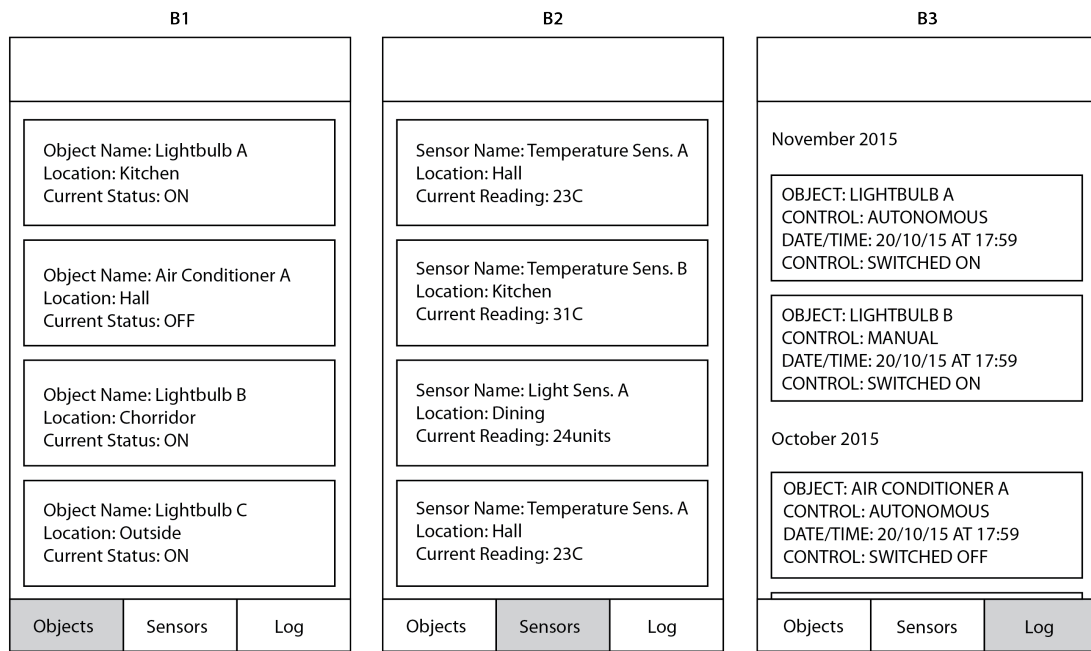 B1
Object Name: Lightbulb A
Location: Kitchen
Current Status: ON
Object Name: Air Conditioner A
Location: Hall
Current Status: OFF
Object Name: Lightbulb B
Location: Chorridor
Current Status: ON
Object Name: Lightbulb C
Location: Outside
Current Status: ON
Objects
Sensors
Log
B2
Sensor Name: Temperature Sens. A
Location: Hall
Current Reading: 23C
Sensor Name: Temperature Sens. B
Location: Kitchen
Current Reading: 31C
Sensor Name: Light Sens. A
Location: Dining
Current Reading: 24units
Sensor Name: Temperature Sens. A
Location: Hall
Current Reading: 23C
Objects
Sensors
Log
B3
November 2015
OBJECT: LIGHTBULB A
CONTROL: AUTONOMOUS
DATE/TIME: 20/10/15 AT 17:59
CONTROL: SWITCHED ON
OBJECT: LIGHTBULB B
CONTROL: MANUAL
DATE/TIME: 20/10/15 AT 17:59
CONTROL: SWITCHED ON
October 2015
OBJECT: AIR CONDITIONER A
CONTROL: AUTONOMOUS
DATE/TIME: 20/10/15 AT 17:59
CONTROL: SWITCHED OFF
Objects
Sensors
Log